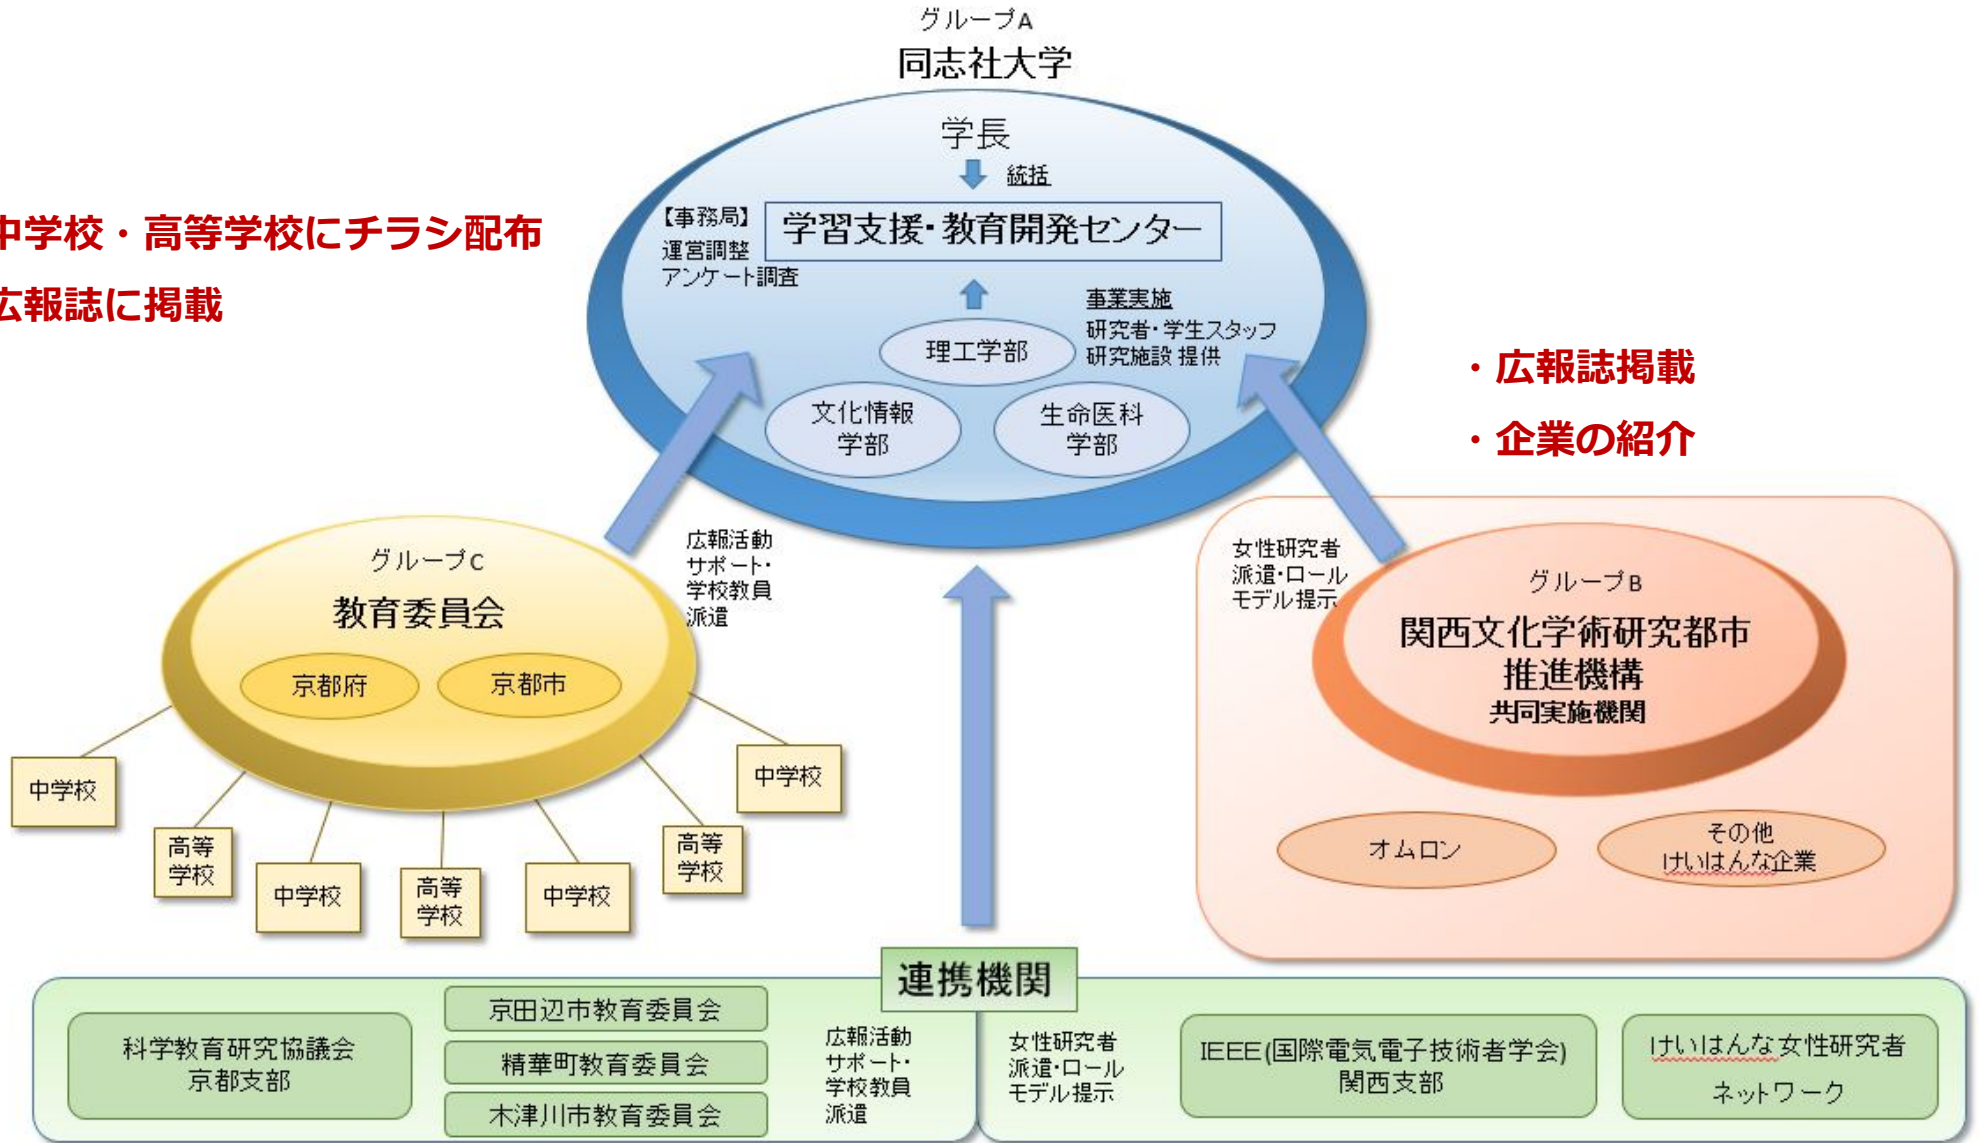 グループA
同志社大学
学長
統括
【事務局】
運営調整
アンケート調査
学習支援・教育開発センター
事業実施
研究者・学生スタッフ
研究施設 提供
理工学部
文化情報
学部
生命医科
学部
中学校・高等学校にチラシ配布
広報誌に掲載
・広報誌掲載
・企業の紹介
広報活動
サポート・
学校教員
派遣
女性研究者
派遣・ロール
モデル提示
グループC
教育委員会
京都府
京都市
中学校
高等
学校
中学校
高等
学校
中学校
高等
学校
中学校
グループB
関西文化学術研究都市
推進機構
共同実施機関
オムロン
その他
けいはんな企業
連携機関
科学教育研究協議会
京都支部
京田辺市教育委員会
精華町教育委員会
木津川市教育委員会
広報活動
サポート・
学校教員
派遣
女性研究者
派遣・ロール
モデル提示
IEEE(国際電気電子技術者学会)
関西支部
けいはんな女性研究者
ネットワーク